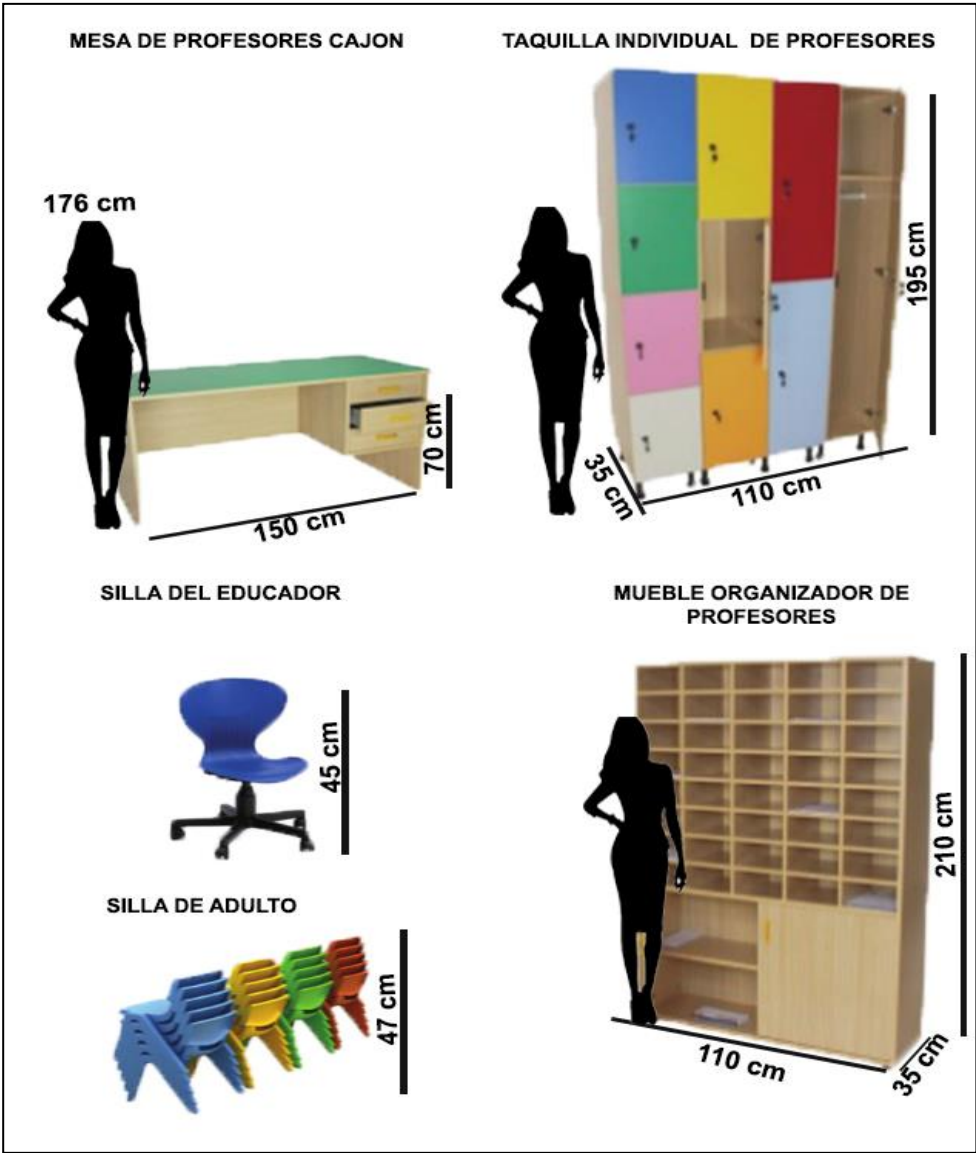 MESA DE PROFESORES CAJON
176 cm
70 cm
150 cm
TAQUILLA INDIVIDUAL DE PROFESORES
195 cm
35 cm
110 cm
SILLA DEL EDUCADOR
45 cm
MUEBLE ORGANIZADOR DE
PROFESORES
210 cm
110 cm
35 cm
SILLA DE ADULTO
47 cm